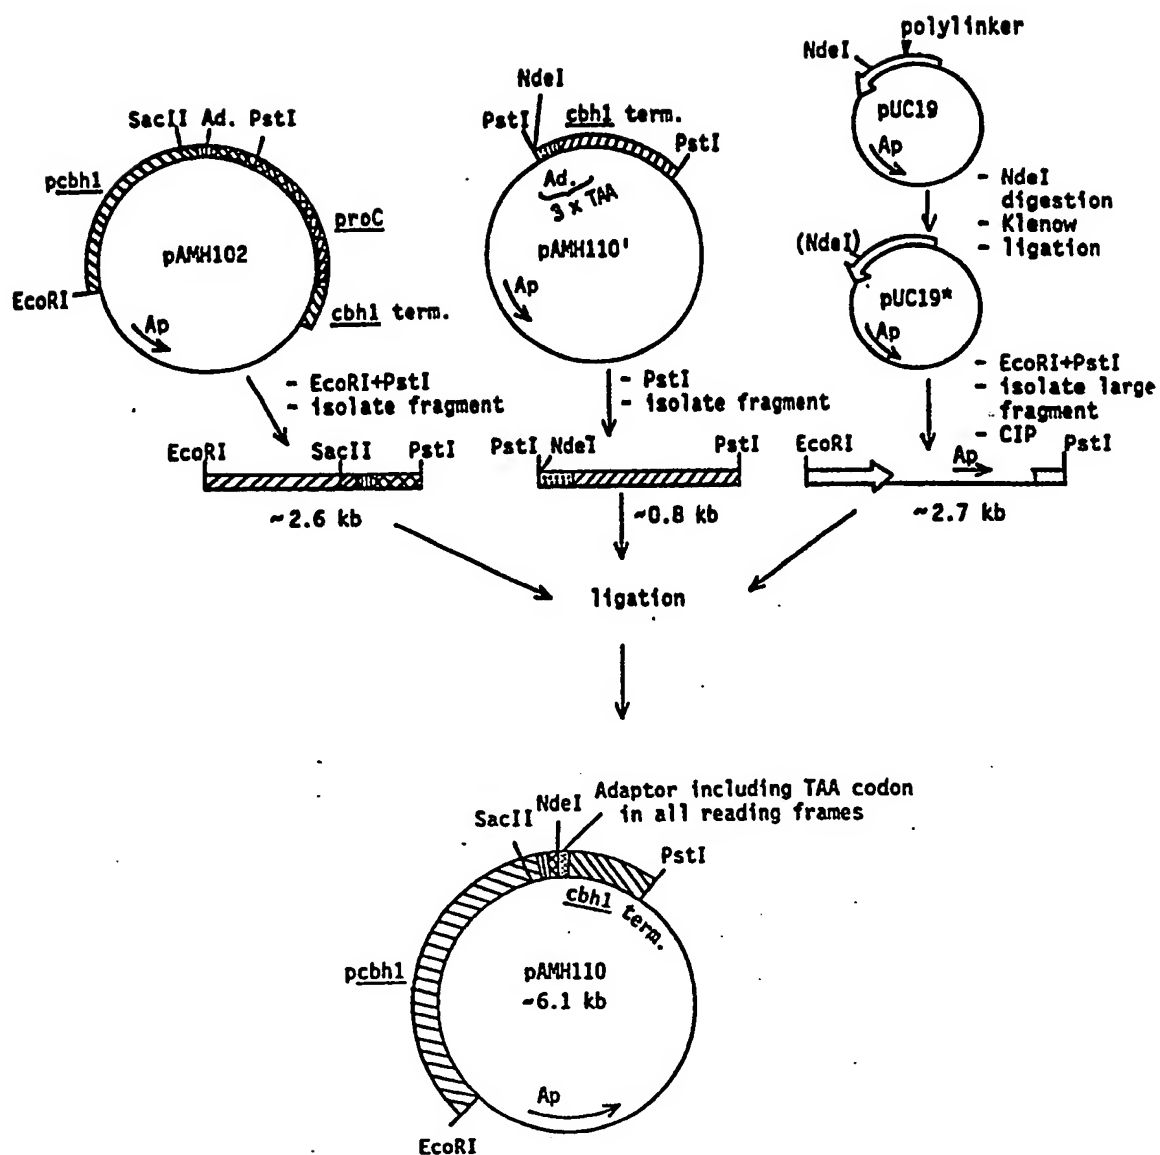 polylinker
NdeI
pUC19
Ap
- NdeI
digestion
- Klenow
- ligation
(NdeI)
pUC19*
Ap
- EcoRI+PstI
- isolate large
fragment
- CIP
SacII Ad. PstI
pcbh1
proC
pAMH102
EcoRI
Ap
cbh1 term.
- EcoRI+PstI
- isolate fragment
NdeI
PstI
cbh1 term.
PstI
Ad.
3 x TAA
pAMH110'
Ap
- PstI
- isolate fragment
EcoRI SacII PstI
~2.6 kb
PstI NdeI PstI
~0.8 kb
EcoRI Ap PstI
~2.7 kb
ligation
Adaptor including TAA codon
in all reading frames
SacII NdeI
PstI
cbh1 term.
pcbh1
pAMH110
~6.1 kb
Ap
EcoRI